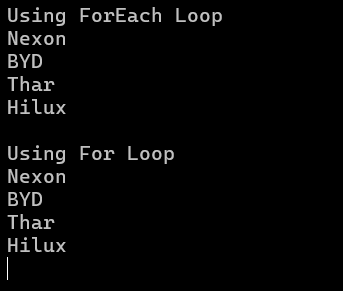 Using ForEach Loop
Nexon
BYD
Thar
Hilux
Using For Loop
Nexon
BYD
Thar
Hilux